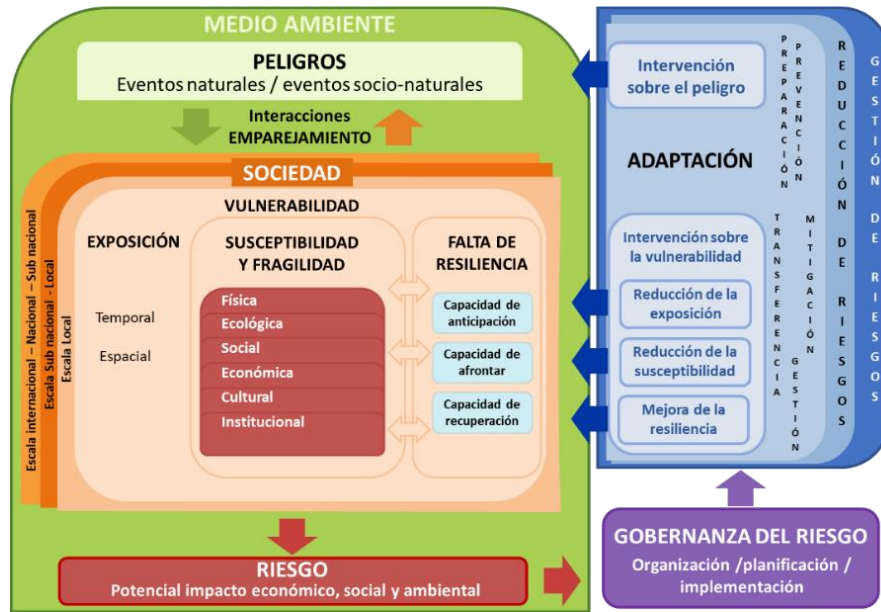 MEDIO AMBIENTE
PELIGROS
Eventos naturales / eventos socio-naturales
Interacciones
EMPAREJAMIENTO
SOCIEDAD
VULNERABILIDAD
EXPOSICIÓN
Temporal
Espacial
SUSCEPTIBILIDAD
Y FRAGILIDAD
Física
Ecológica
Social
Económica
Cultural
Institucional
FALTA DE
RESILIENCIA
Capacidad de
anticipación
Capacidad de
afrontar
Capacidad de
recuperación
Escala internacional – Nacional – Sub nacional
Escala Sub nacional - Local
Escala Local
RIESGO
Potencial impacto económico, social y ambiental
Intervención
sobre el peligro
ADAPTACIÓN
Intervención sobre
la vulnerabilidad
Reducción de la
exposición
Reducción de la
susceptibilidad
Mejora de la
resiliencia
PREPARACIÓN
PREVENCIÓN
TRANSFERENCIA
MITIGACIÓN
GESTIÓN
REDUCCIÓN DE RIESGOS
GESTIÓN DE RIESGOS
GOBERNANZA DEL RIESGO
Organización /planificación /
implementación